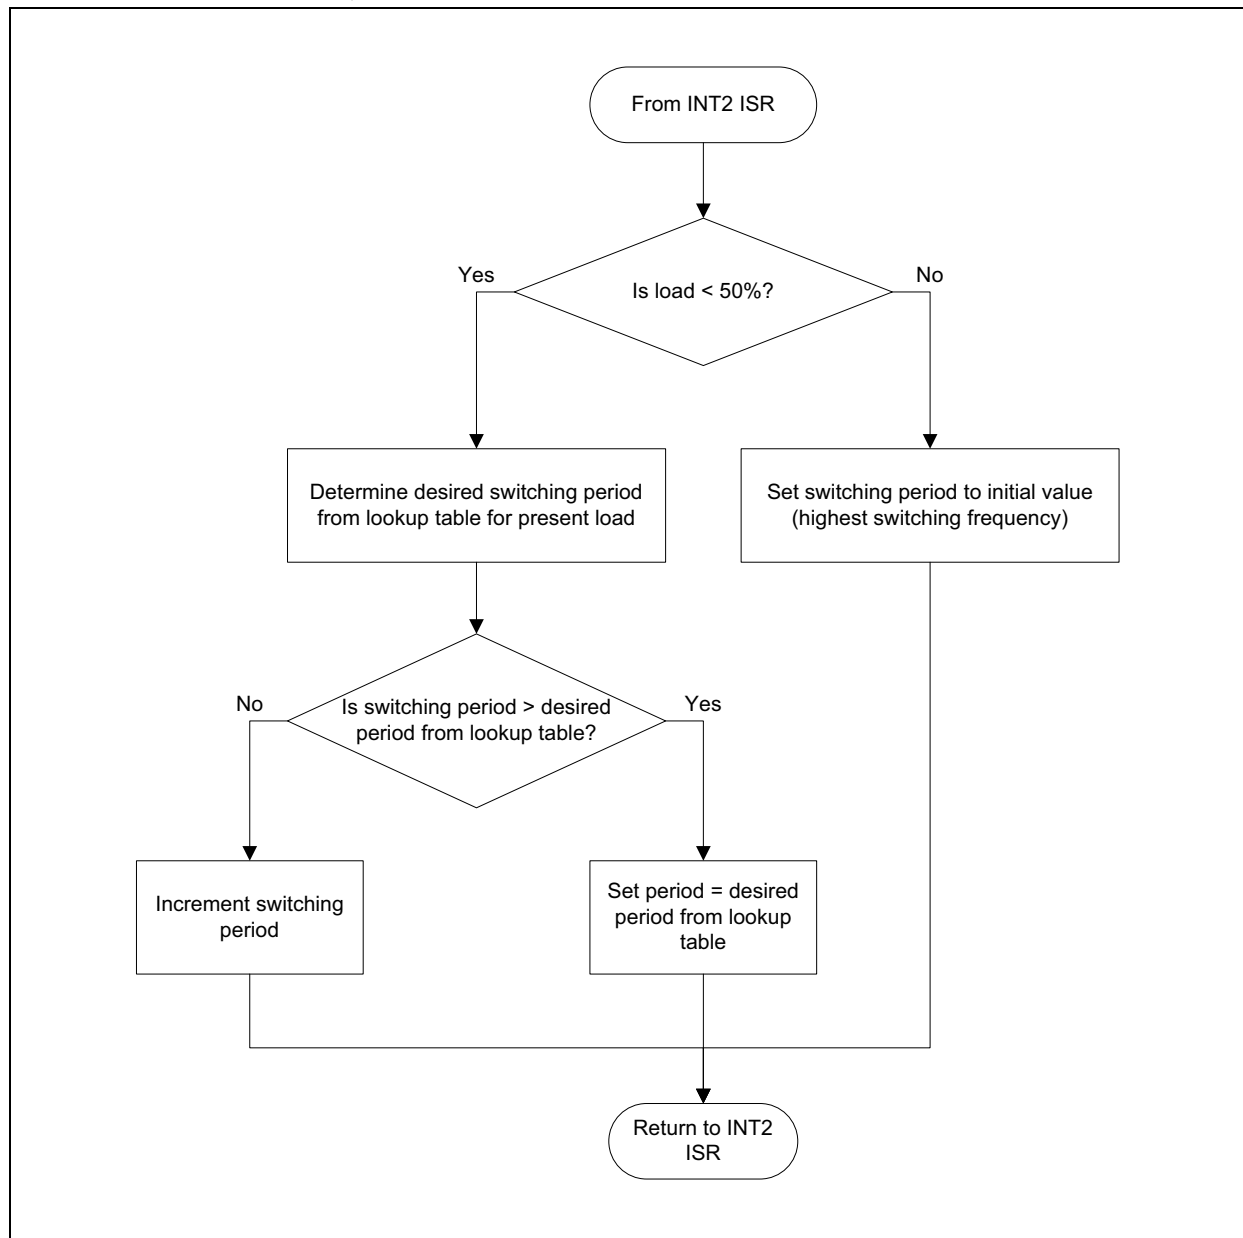 From INT2 ISR
Is load < 50%?
Yes
No
Determine desired switching period
from lookup table for present load
Set switching period to initial value
(highest switching frequency)
Is switching period > desired
period from lookup table?
No
Yes
Increment switching
period
Set period = desired
period from lookup
table
Return to INT2
ISR